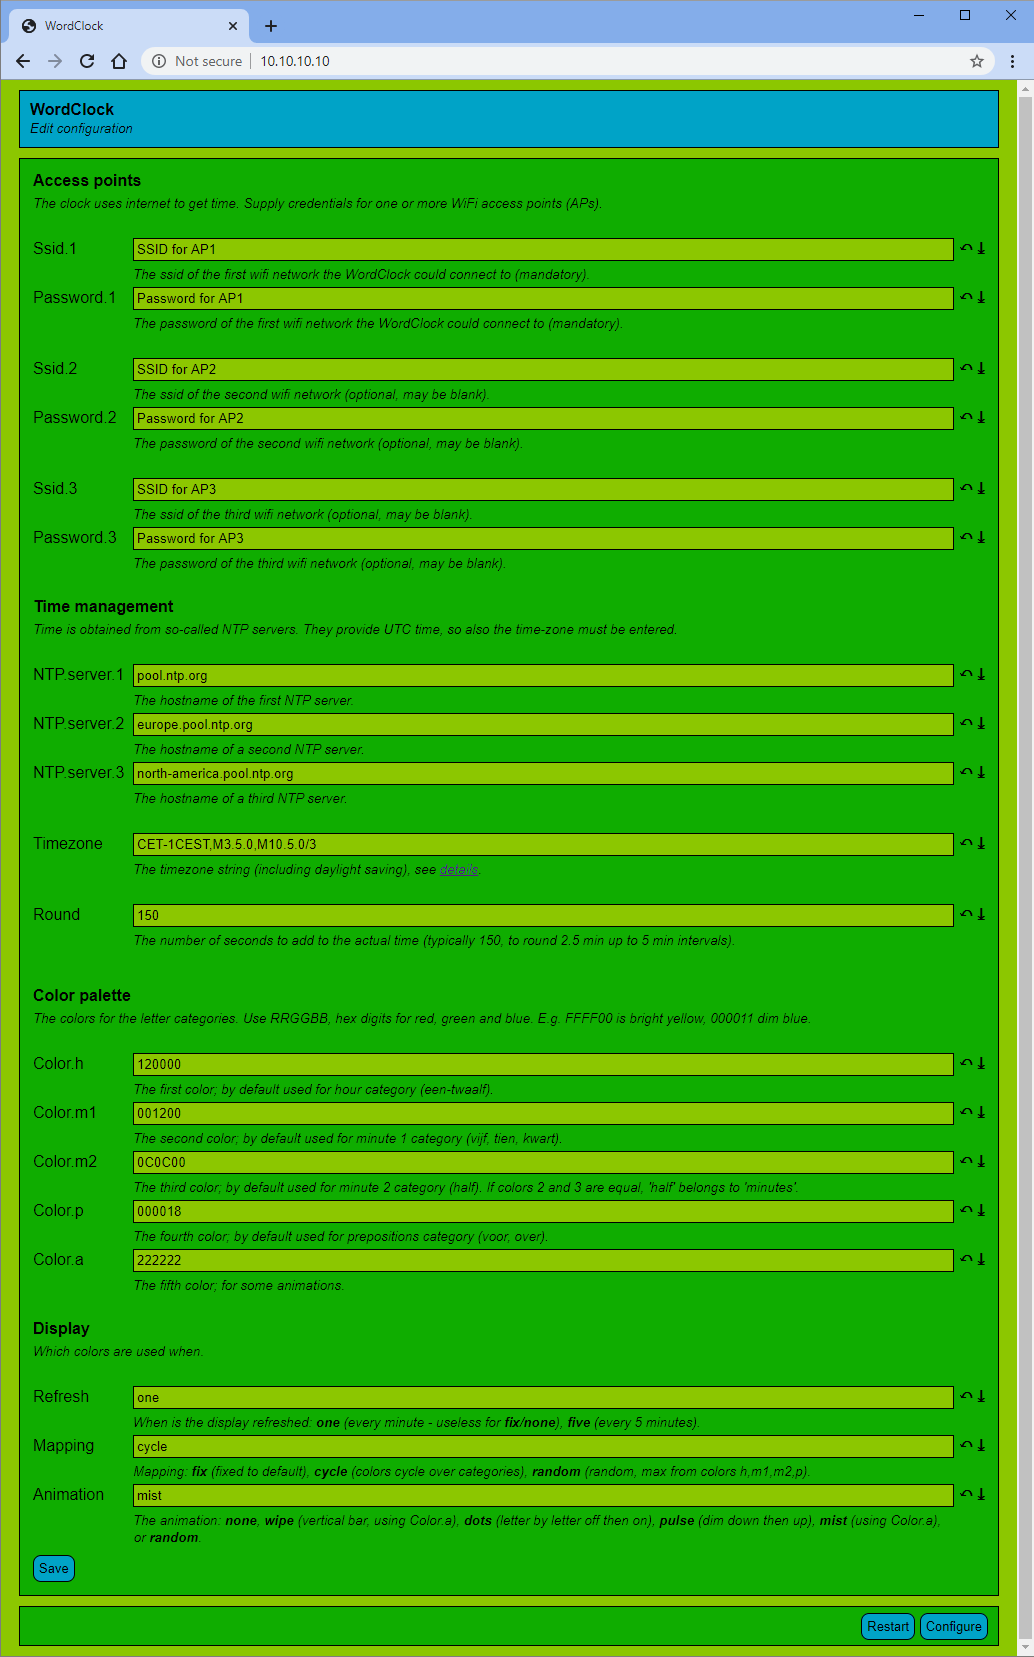 WordClock
Not secure
10.10.10.10
WordClock
Edit configuration
Access points
The clock uses internet to get time. Supply credentials for one or more WiFi access points (APs).
Ssid.1 SSID for AP1
The ssid of the first wifi network the WordClock could connect to (mandatory).
Password.1 Password for AP1
The password of the first wifi network the WordClock could connect to (mandatory).
Ssid.2 SSID for AP2
The ssid of the second wifi network (optional, may be blank).
Password.2 Password for AP2
The password of the second wifi network (optional, may be blank).
Ssid.3 SSID for AP3
The ssid of the third wifi network (optional, may be blank).
Password.3 Password for AP3
The password of the third wifi network (optional, may be blank).
Time management
Time is obtained from so-called NTP servers. They provide UTC time, so also the time-zone must be entered.
NTP.server.1 pool.ntp.org
The hostname of the first NTP server.
NTP.server.2 europe.pool.ntp.org
The hostname of a second NTP server.
NTP.server.3 north-america.pool.ntp.org
The hostname of a third NTP server.
Timezone CET-1CEST,M3.5.0,M10.5.0/3
The timezone string (including daylight saving), see details.
Round 150
The number of seconds to add to the actual time (typically 150, to round 2.5 min up to 5 min intervals).
Color palette
The colors for the letter categories. Use RRGGBB, hex digits for red, green and blue. E.g. FFFF00 is bright yellow, 000011 dim blue.
Color.h 120000
The first color; by default used for hour category (een-twaalf).
Color.m1 001200
The second color; by default used for minute 1 category (vijf, tien, kwart).
Color.m2 0C0C00
The third color; by default used for minute 2 category (half). If colors 2 and 3 are equal, 'half' belongs to 'minutes'.
Color.p 000018
The fourth color; by default used for prepositions category (voor, over).
Color.a 222222
The fifth color; for some animations.
Display
Which colors are used when.
Refresh one
When is the display refreshed: one (every minute - useless for fix/none), five (every 5 minutes).
Mapping cycle
Mapping: fix (fixed to default), cycle (colors cycle over categories), random (random, max from colors h,m1,m2,p).
Animation mist
The animation: none, wipe (vertical bar, using Color.a), dots (letter by letter off then on), pulse (dim down then up), mist (using Color.a),
or random.
Save
Restart Configure